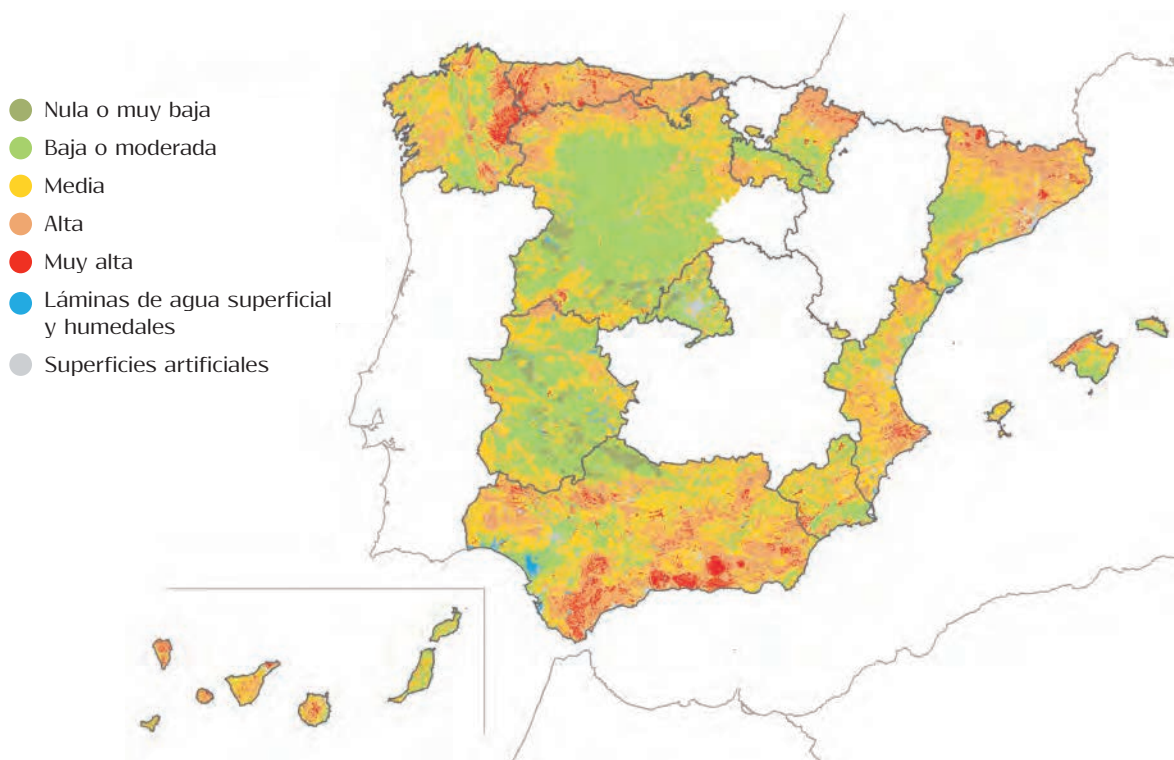 Nula o muy baja
Baja o moderada
Media
Alta
Muy alta
Láminas de agua superficial
y humedales
Superficies artificiales